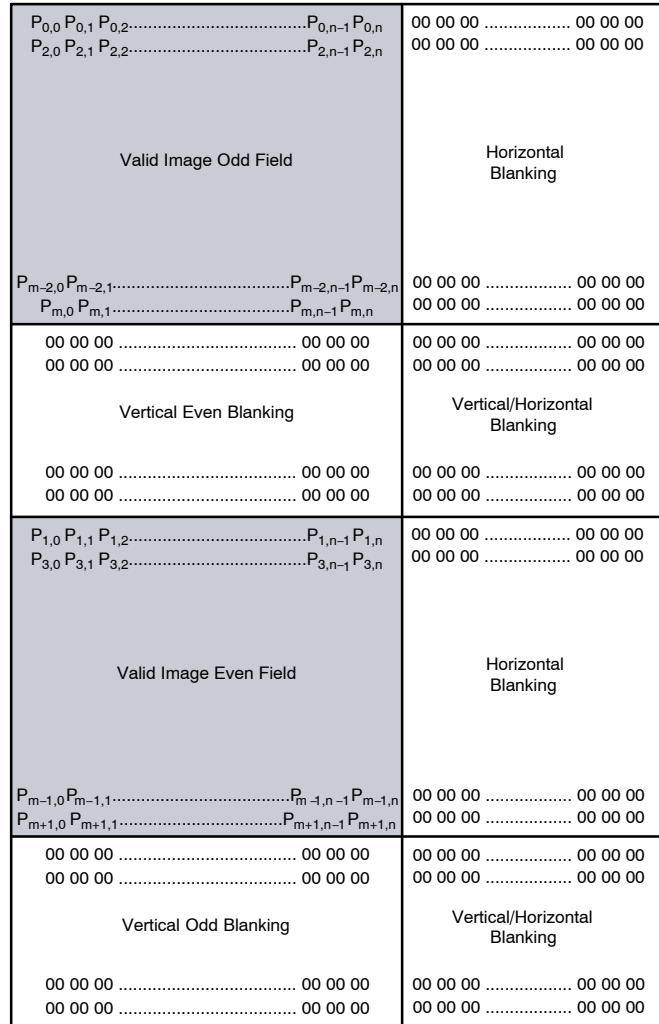 P0,0 P0,1 P0,2.....................................P0,n−1 P0,n 00 00 00 .................. 00 00 00
P2,0 P2,1 P2,2.....................................P2,n−1 P2,n 00 00 00 .................. 00 00 00
Valid Image Odd Field
Horizontal
Blanking
Pm−2,0 Pm−2,1.....................................Pm−2,n−1 Pm−2,n 00 00 00 .................. 00 00 00
Pm,0 Pm,1.....................................Pm,n−1 Pm,n 00 00 00 .................. 00 00 00
00 00 00 ..................................... 00 00 00 00 00 00 .................. 00 00 00
00 00 00 ..................................... 00 00 00 00 00 00 .................. 00 00 00
Vertical Even Blanking
Vertical/Horizontal
Blanking
00 00 00 ..................................... 00 00 00 00 00 00 .................. 00 00 00
00 00 00 ..................................... 00 00 00 00 00 00 .................. 00 00 00
P1,0 P1,1 P1,2.....................................P1,n−1 P1,n 00 00 00 .................. 00 00 00
P3,0 P3,1 P3,2.....................................P3,n−1 P3,n 00 00 00 .................. 00 00 00
Valid Image Even Field
Horizontal
Blanking
Pm−1,0 Pm−1,1.....................................Pm−1,n−1 Pm−1,n 00 00 00 .................. 00 00 00
Pm+1,0 Pm+1,1..................................Pm+1,n−1 Pm+1,n 00 00 00 .................. 00 00 00
00 00 00 ..................................... 00 00 00 00 00 00 .................. 00 00 00
00 00 00 ..................................... 00 00 00 00 00 00 .................. 00 00 00
Vertical Odd Blanking
Vertical/Horizontal
Blanking
00 00 00 ..................................... 00 00 00 00 00 00 .................. 00 00 00
00 00 00 ..................................... 00 00 00 00 00 00 .................. 00 00 00